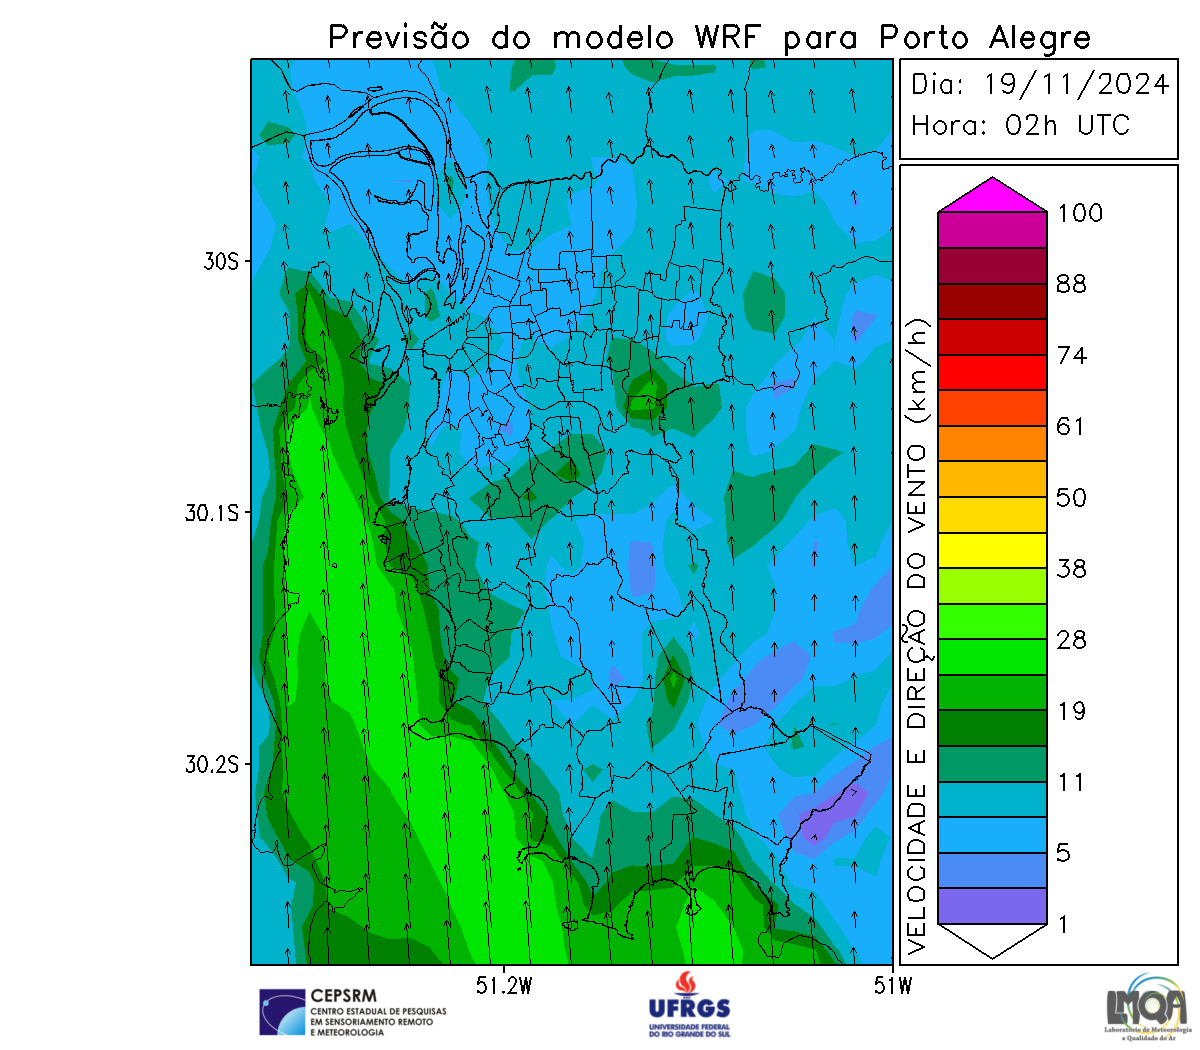 Previsão do modelo WRF para Porto Alegre
Dia: 19/11/2024
Hora: 02h UTC
VELOCIDADE E DIREÇÃO DO VENTO (km/h)
100
88
74
61
50
38
28
19
11
5
1
30S
30.1S
30.2S
51.2W
51W
CEPSRM
CENTRO ESTADUAL DE PESQUISAS
EM SENSORIAMENTO REMOTO
E METEOROLOGIA
UFRGS
UNIVERSIDADE FEDERAL
DO RIO GRANDE DO SUL
LMQA
Laboratório de Meteorologia
e Qualidade do Ar